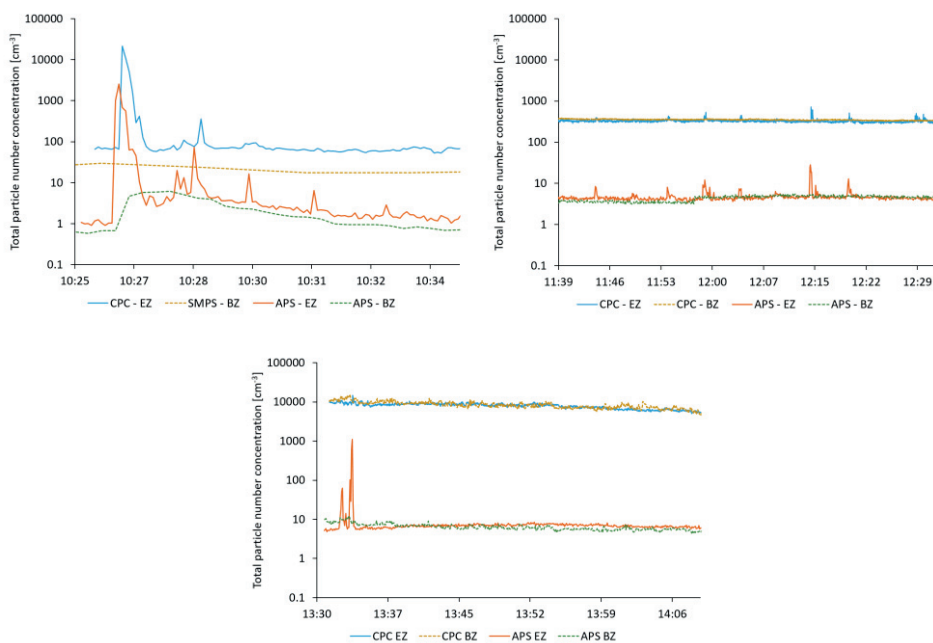 Total particle number concentration [cm⁻³]
100000
10000
1000
100
10
1
0.1
10:25 10:27 10:28 10:30 10:31 10:32 10:34
CPC - EZ SMPS - BZ APS - EZ APS - BZ
Total particle number concentration [cm⁻³]
100000
10000
1000
100
10
1
0.1
11:39 11:46 11:53 12:00 12:07 12:15 12:22 12:29
CPC - EZ CPC - BZ APS - EZ APS - BZ
Total particle number concentration [cm⁻³]
100000
10000
1000
100
10
1
0.1
13:30 13:37 13:45 13:52 13:59 14:06
CPC EZ CPC BZ APS EZ APS BZ